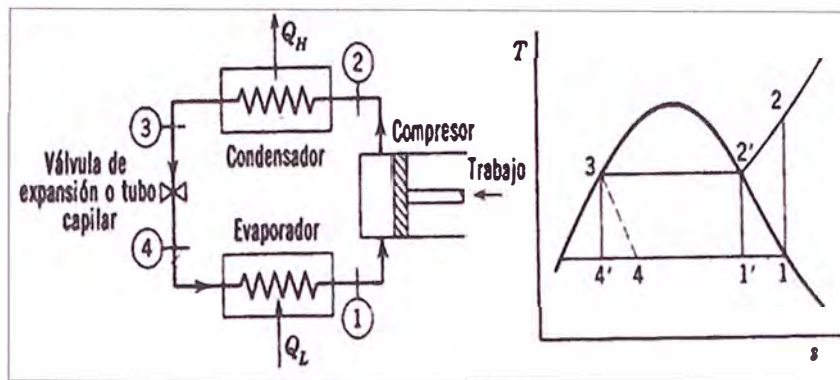 Q_H
2
3
Condensador
Compresor
Trabajo
Válvula de
expansión o tubo
capilar
4
Evaporador
1
Q_L
T
2
3
2'
4' 4 1' 1
s